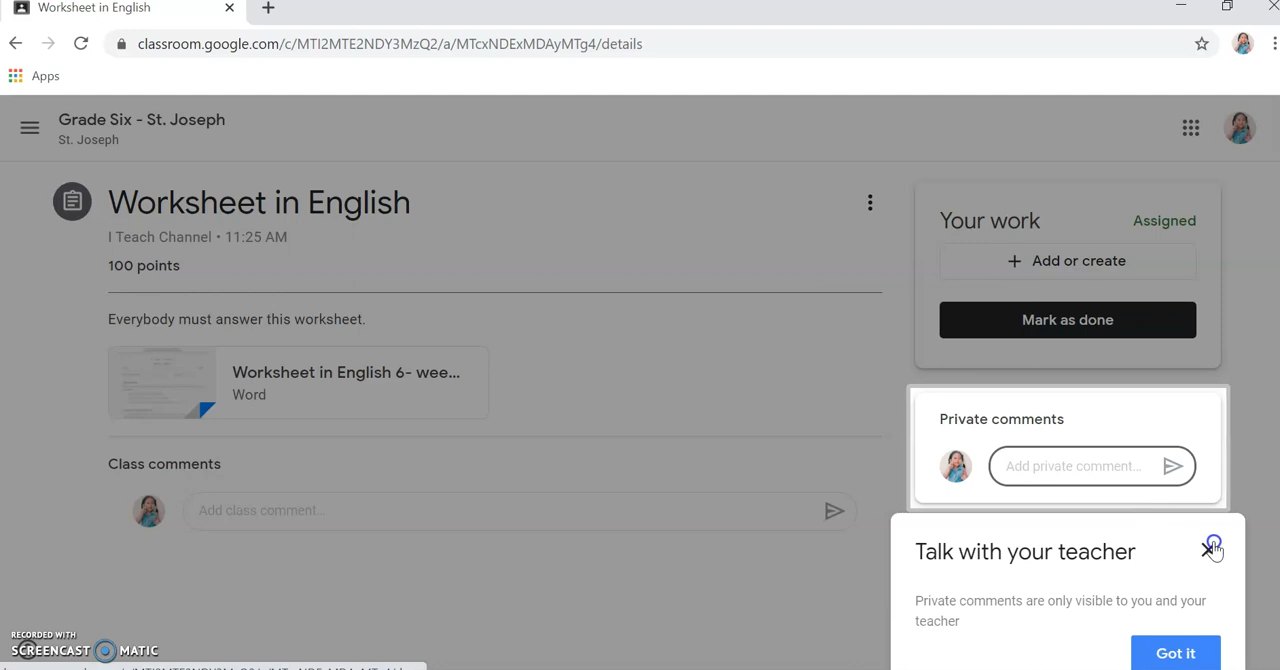 Worksheet in English
classroom.google.com/c/MTI2MTE2NDY3MzQ2/a/MTcxNDExMDAyMTg4/details
Apps
Grade Six - St. Joseph
St. Joseph
Worksheet in English
I Teach Channel • 11:25 AM
100 points
Everybody must answer this worksheet.
Worksheet in English 6- wee...
Word
Class comments
Add class comment...
Your work
Assigned
+ Add or create
Mark as done
Private comments
Add private comment...
Talk with your teacher
Private comments are only visible to you and your
teacher
Got it
RECORDED WITH
SCREENCAST MATIC